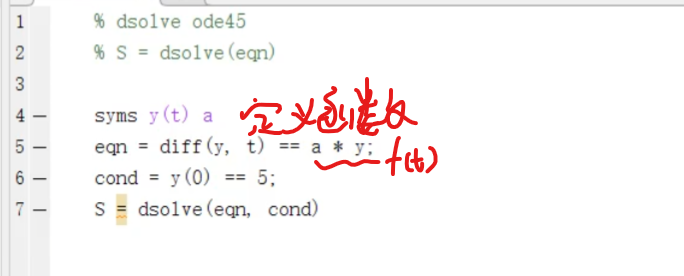 1 % dsolve ode45
2 % S = dsolve(eqn)
3
4 — syms y(t) a 定义函数
5 — eqn = diff(y, t) == a * y; f(t)
6 — cond = y(0) == 5;
7 — S = dsolve(eqn, cond)